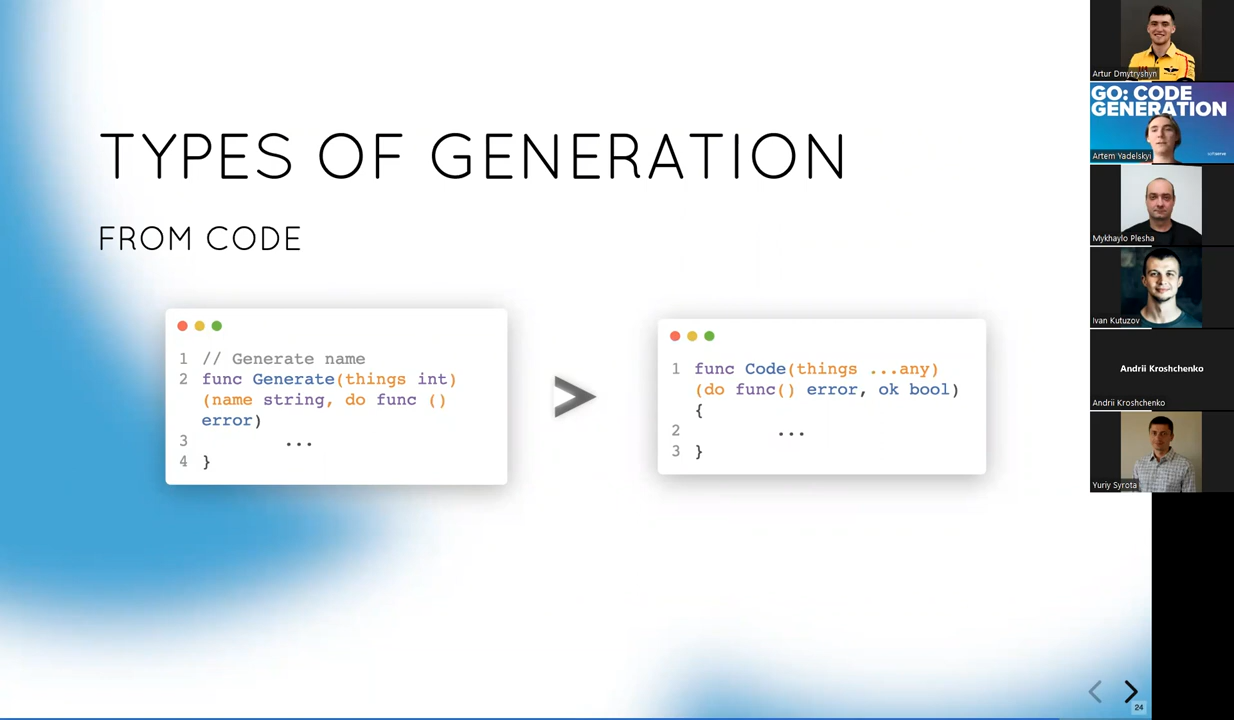 TYPES OF GENERATION
FROM CODE
1 // Generate name
2 func Generate(things int)
(name string, do func ()
error)
3 ...
4 }
>
1 func Code(things ...any)
(do func() error, ok bool)
{
2 ...
3 }
Artur Dmytryshyn
GO: CODE
GENERATION
softserve
Artem Yadelskyi
Mykhaylo Plesha
Ivan Kutuzov
Andrii Kroshchenko
Andrii Kroshchenko
Yuriy Syrota
24